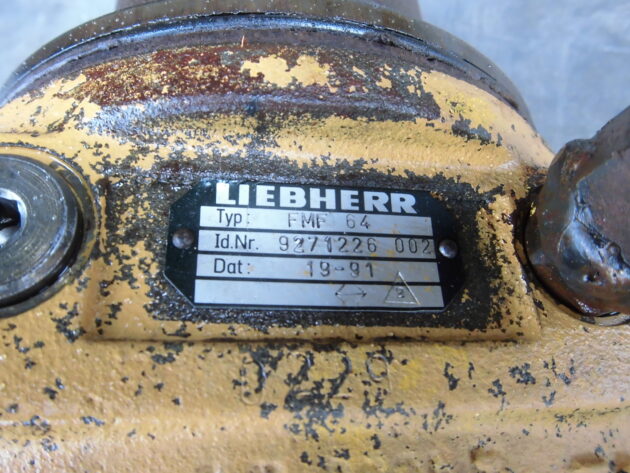 LIEBHERR
Typ: FMF 64
Id.Nr. 9271226 002
Dat: 19-91